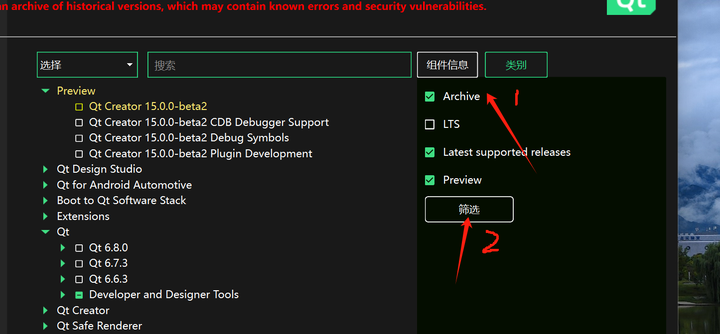 n archive of historical versions, which may contain known errors and security vulnerabilities.
Qt
选择
搜索
组件信息
类别
Preview
Qt Creator 15.0.0-beta2
Qt Creator 15.0.0-beta2 CDB Debugger Support
Qt Creator 15.0.0-beta2 Debug Symbols
Qt Creator 15.0.0-beta2 Plugin Development
Qt Design Studio
Qt for Android Automotive
Boot to Qt Software Stack
Extensions
Qt
Qt 6.8.0
Qt 6.7.3
Qt 6.6.3
Developer and Designer Tools
Qt Creator
Qt Safe Renderer
Archive
1
LTS
Latest supported releases
Preview
筛选
2